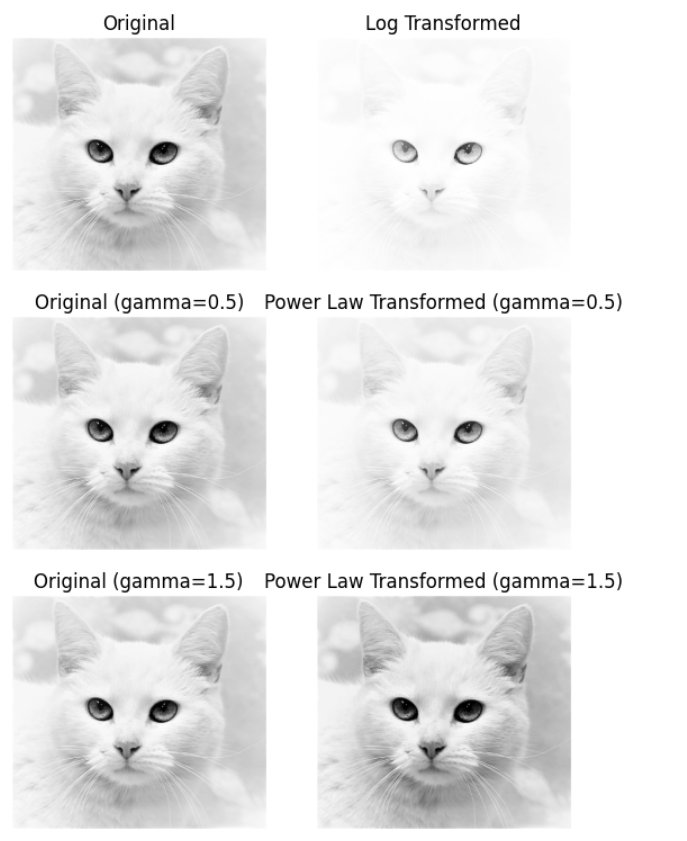 Original
Log Transformed
Original (gamma=0.5)
Power Law Transformed (gamma=0.5)
Original (gamma=1.5)
Power Law Transformed (gamma=1.5)